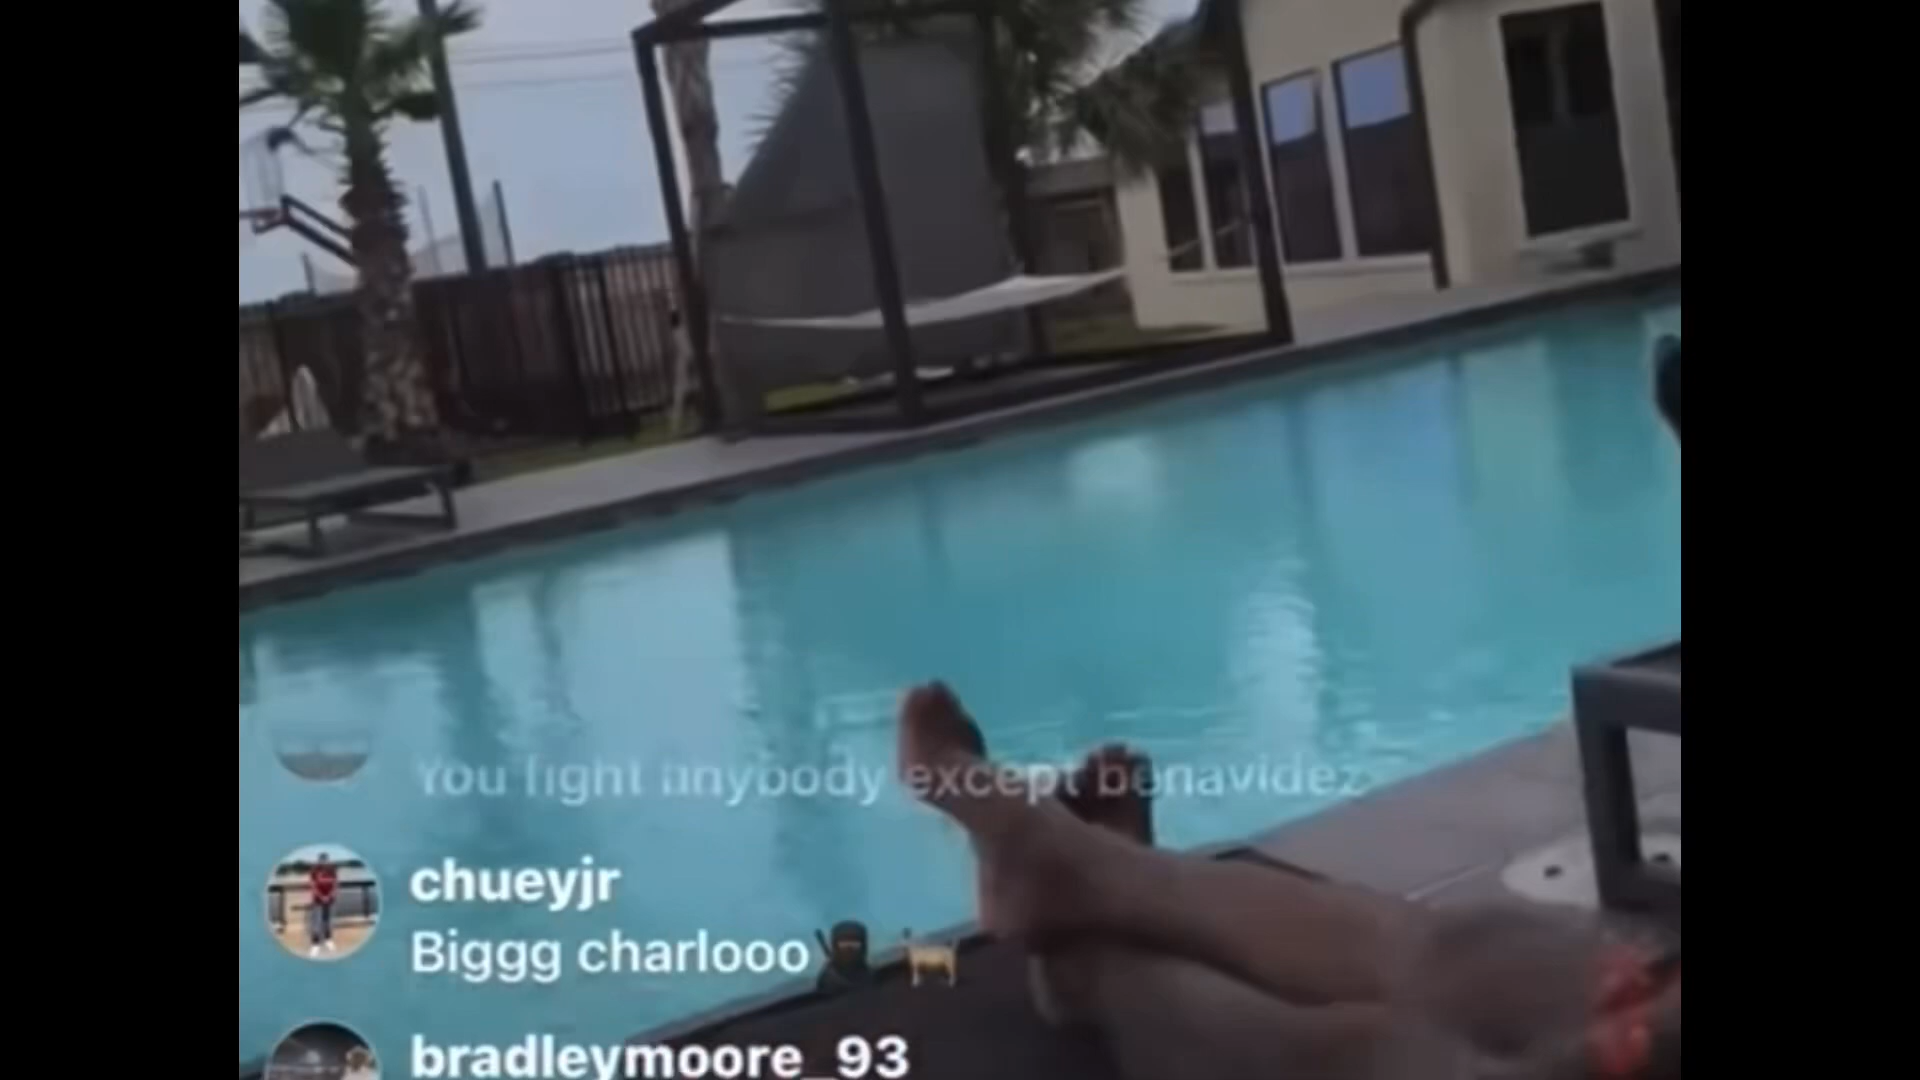 You fight anybody except benavidez
chueyjr
Biggg charlooo🥷🏿 🐐
bradleymoore_93